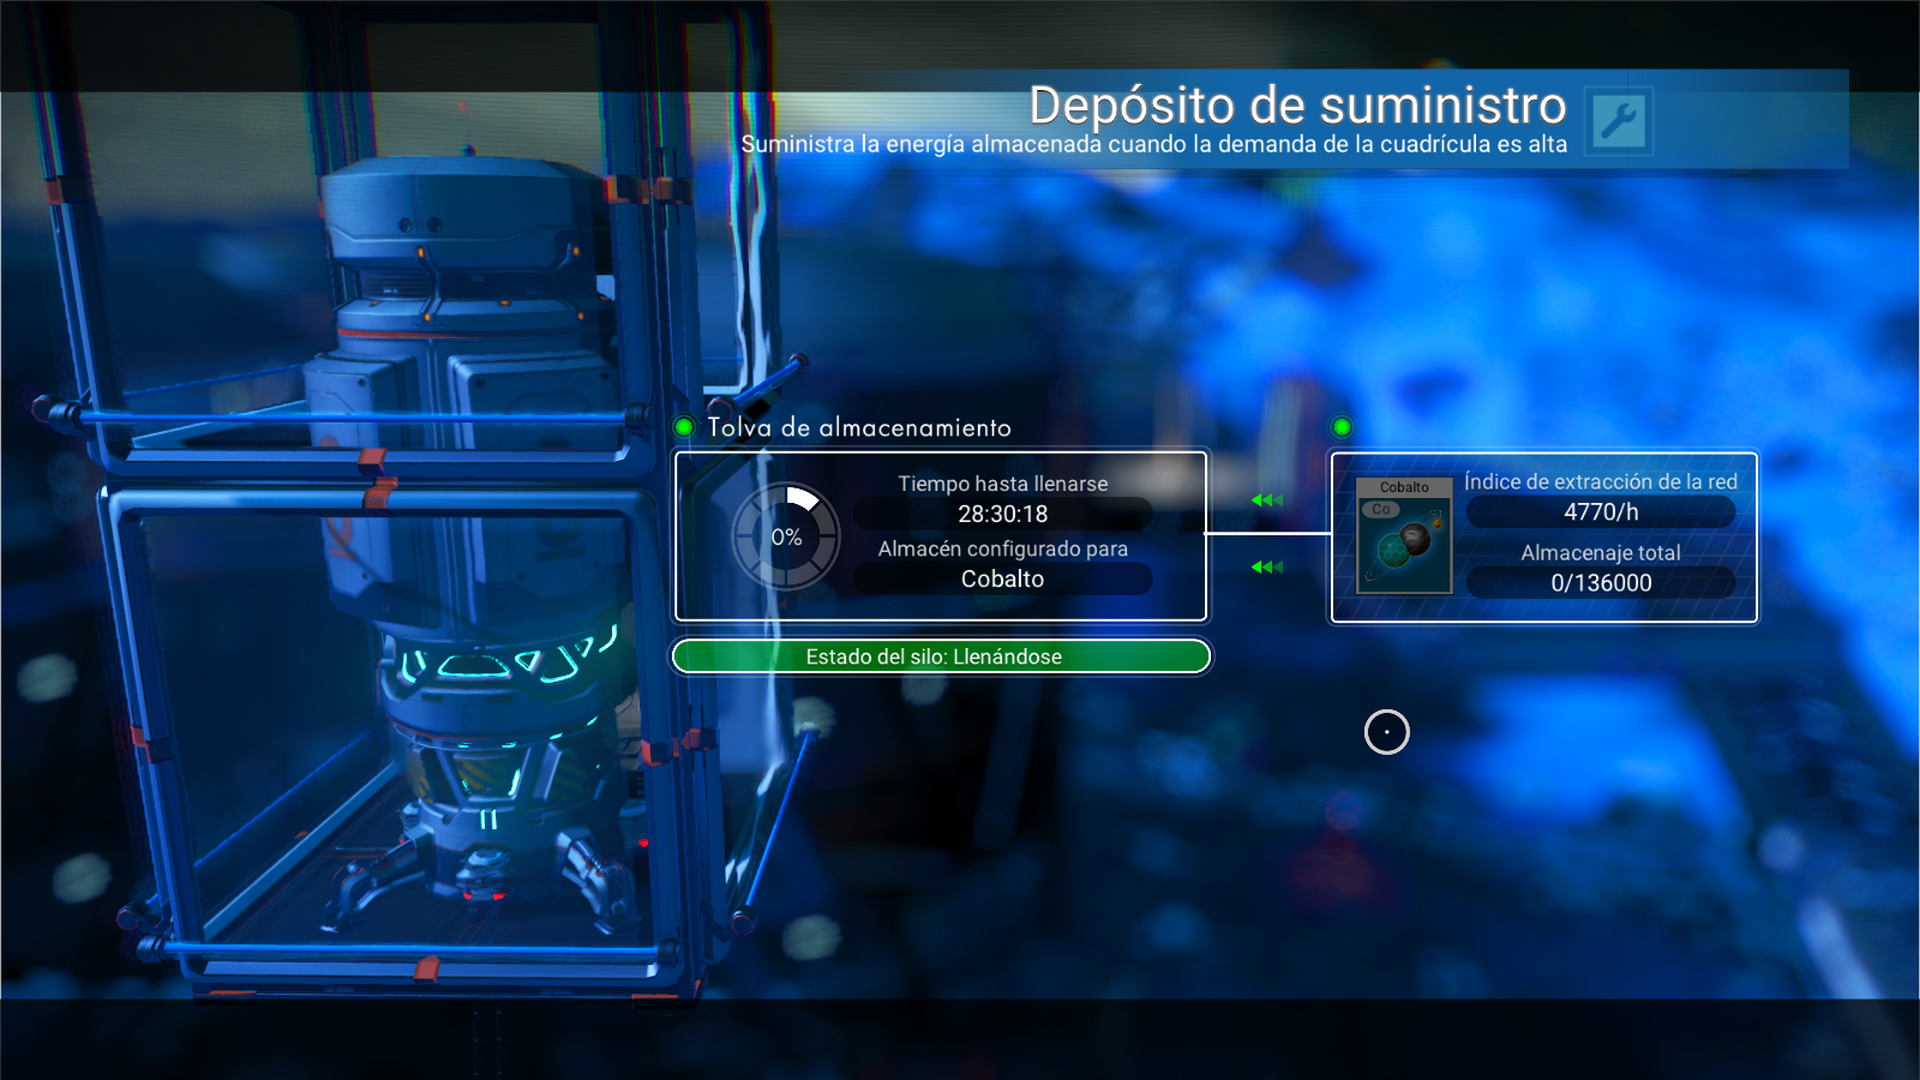 Depósito de suministro
Suministra la energía almacenada cuando la demanda de la cuadrícula es alta
Tolva de almacenamiento
Tiempo hasta llenarse
28:30:18
0%
Almacén configurado para
Cobalto
Estado del silo: Llenándose
Cobalto
Co
Índice de extracción de la red
4770/h
Almacenaje total
0/136000